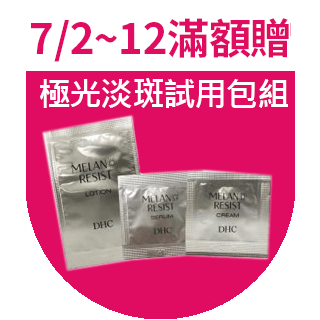 7/2~12滿額贈
極光淡斑試用包組
MELANO
RESIST
LOTION
DHC
MELANO
RESIST
SERUM
DHC
MELANO
RESIST
CREAM
DHC